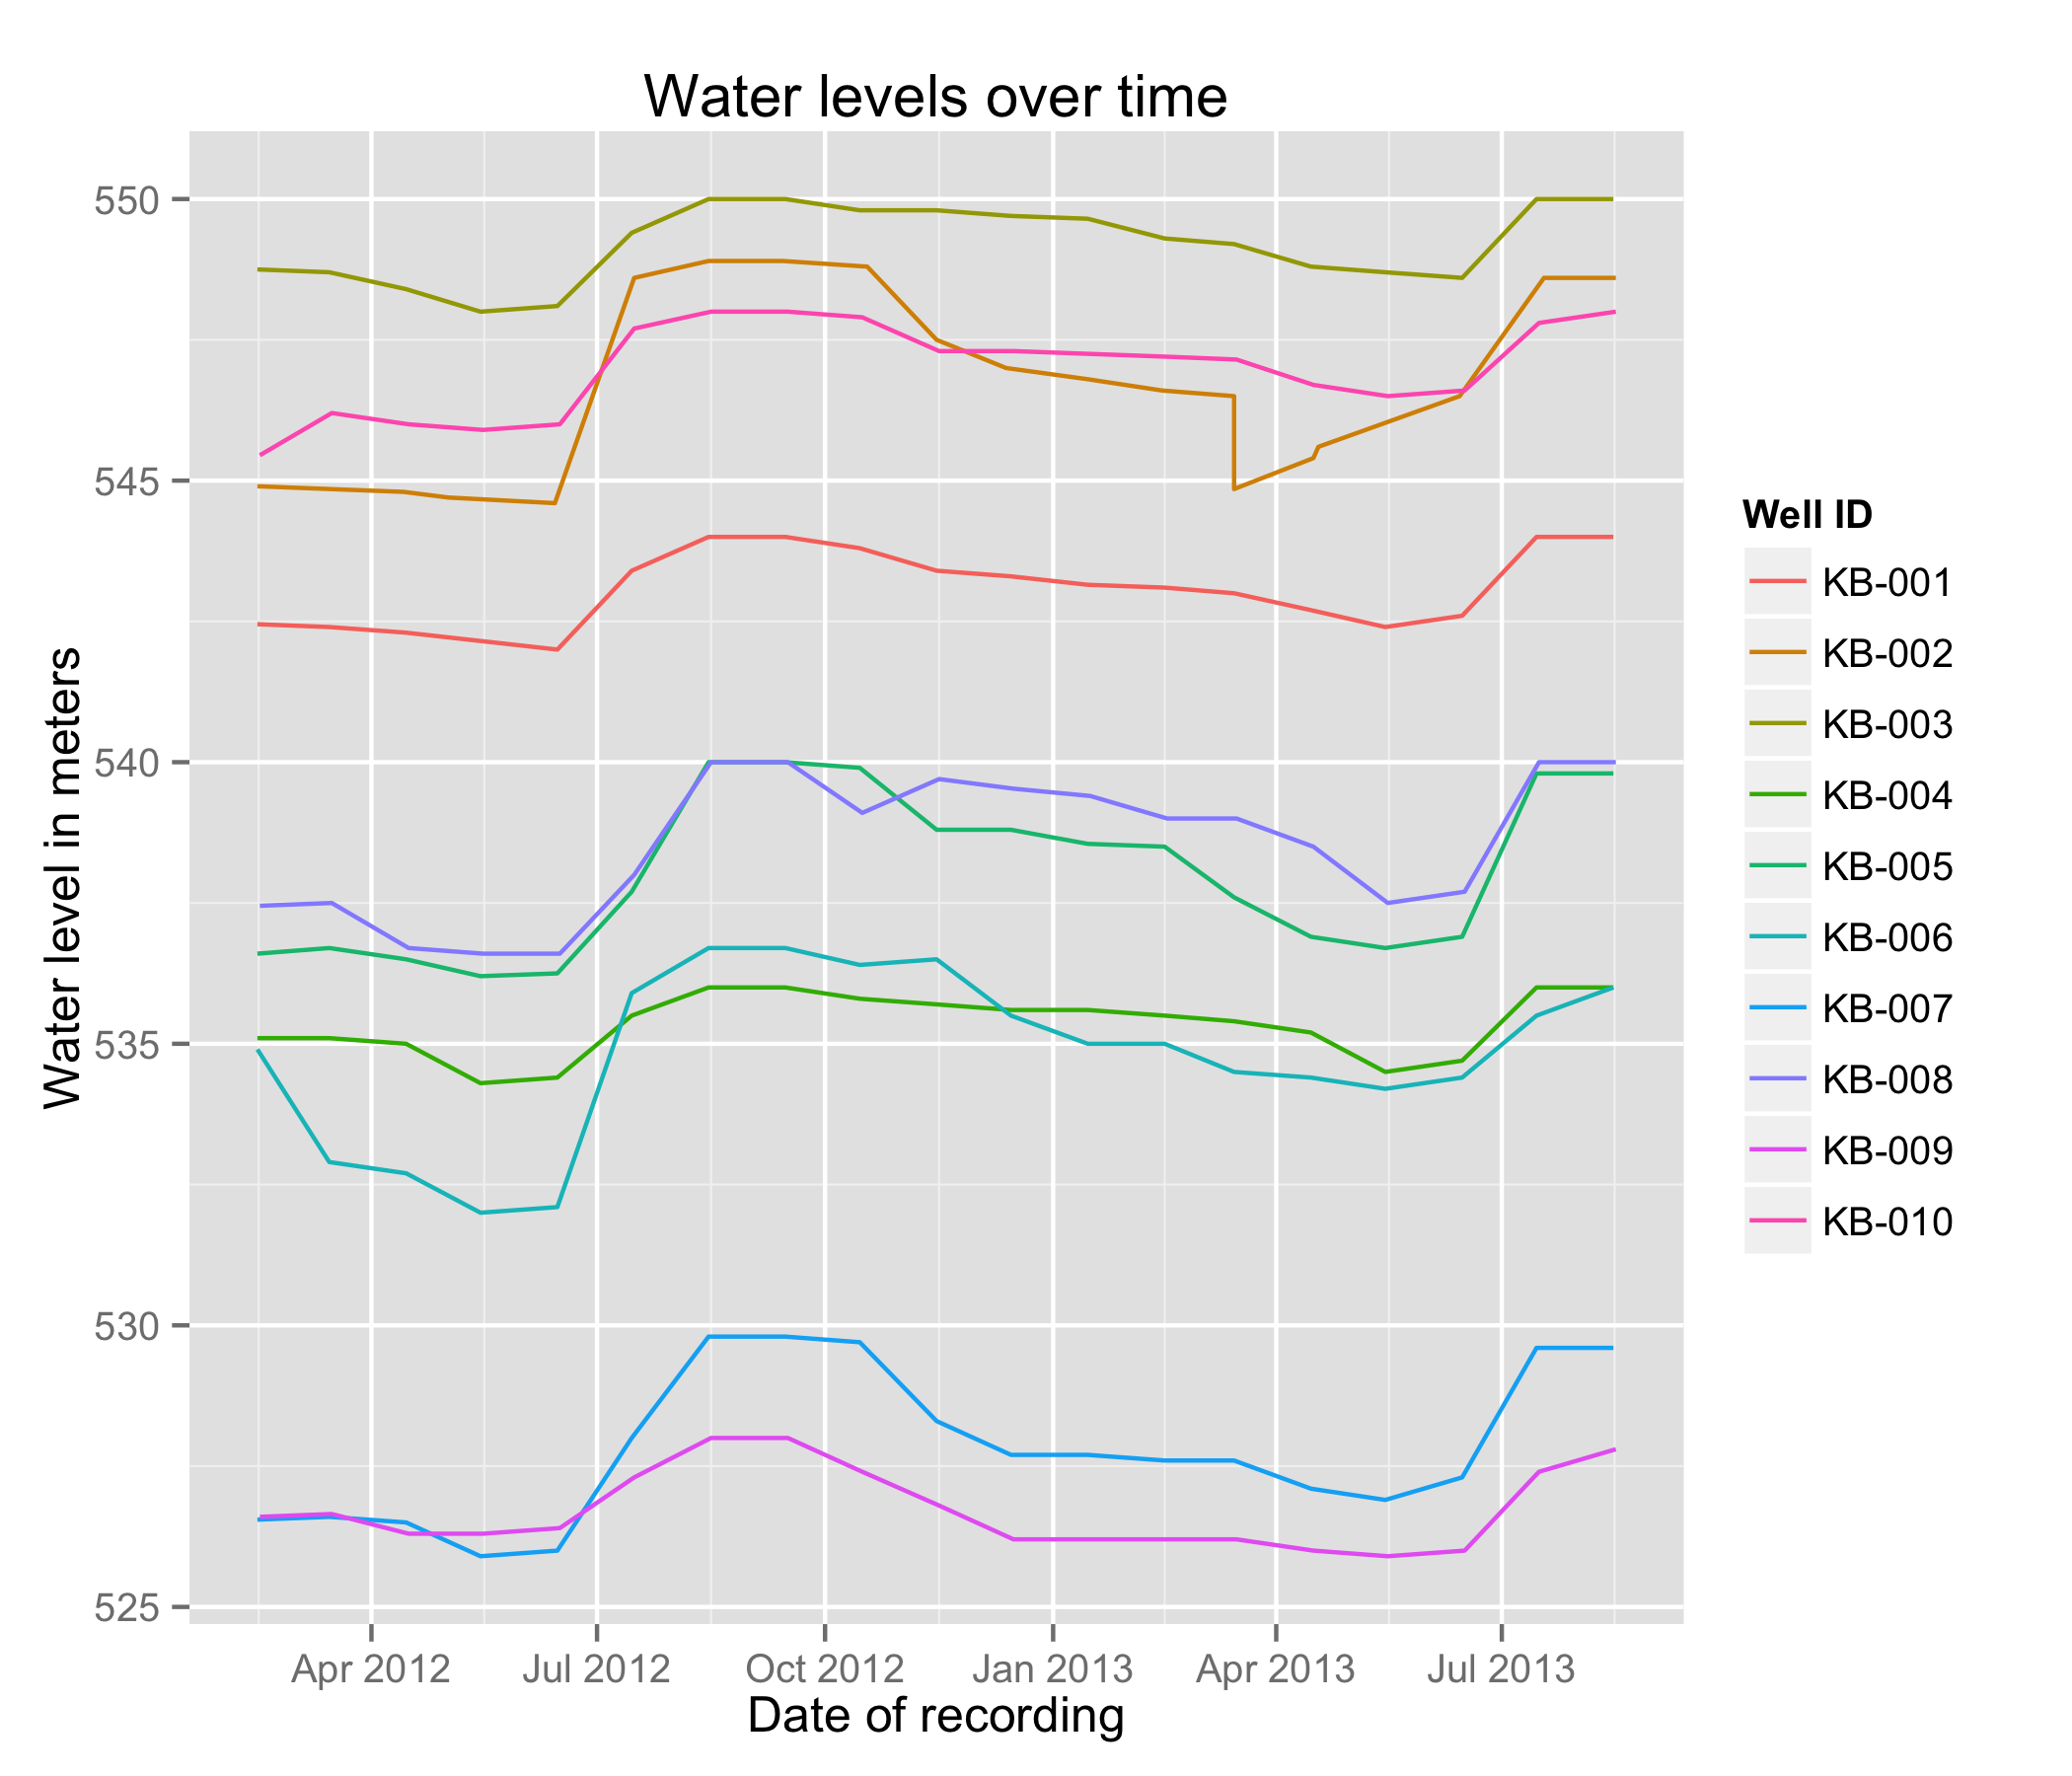 Water levels over time
550
545
540
535
530
525
Water level in meters
Apr 2012 Jul 2012 Oct 2012 Jan 2013 Apr 2013 Jul 2013
Date of recording
Well ID
KB-001
KB-002
KB-003
KB-004
KB-005
KB-006
KB-007
KB-008
KB-009
KB-010